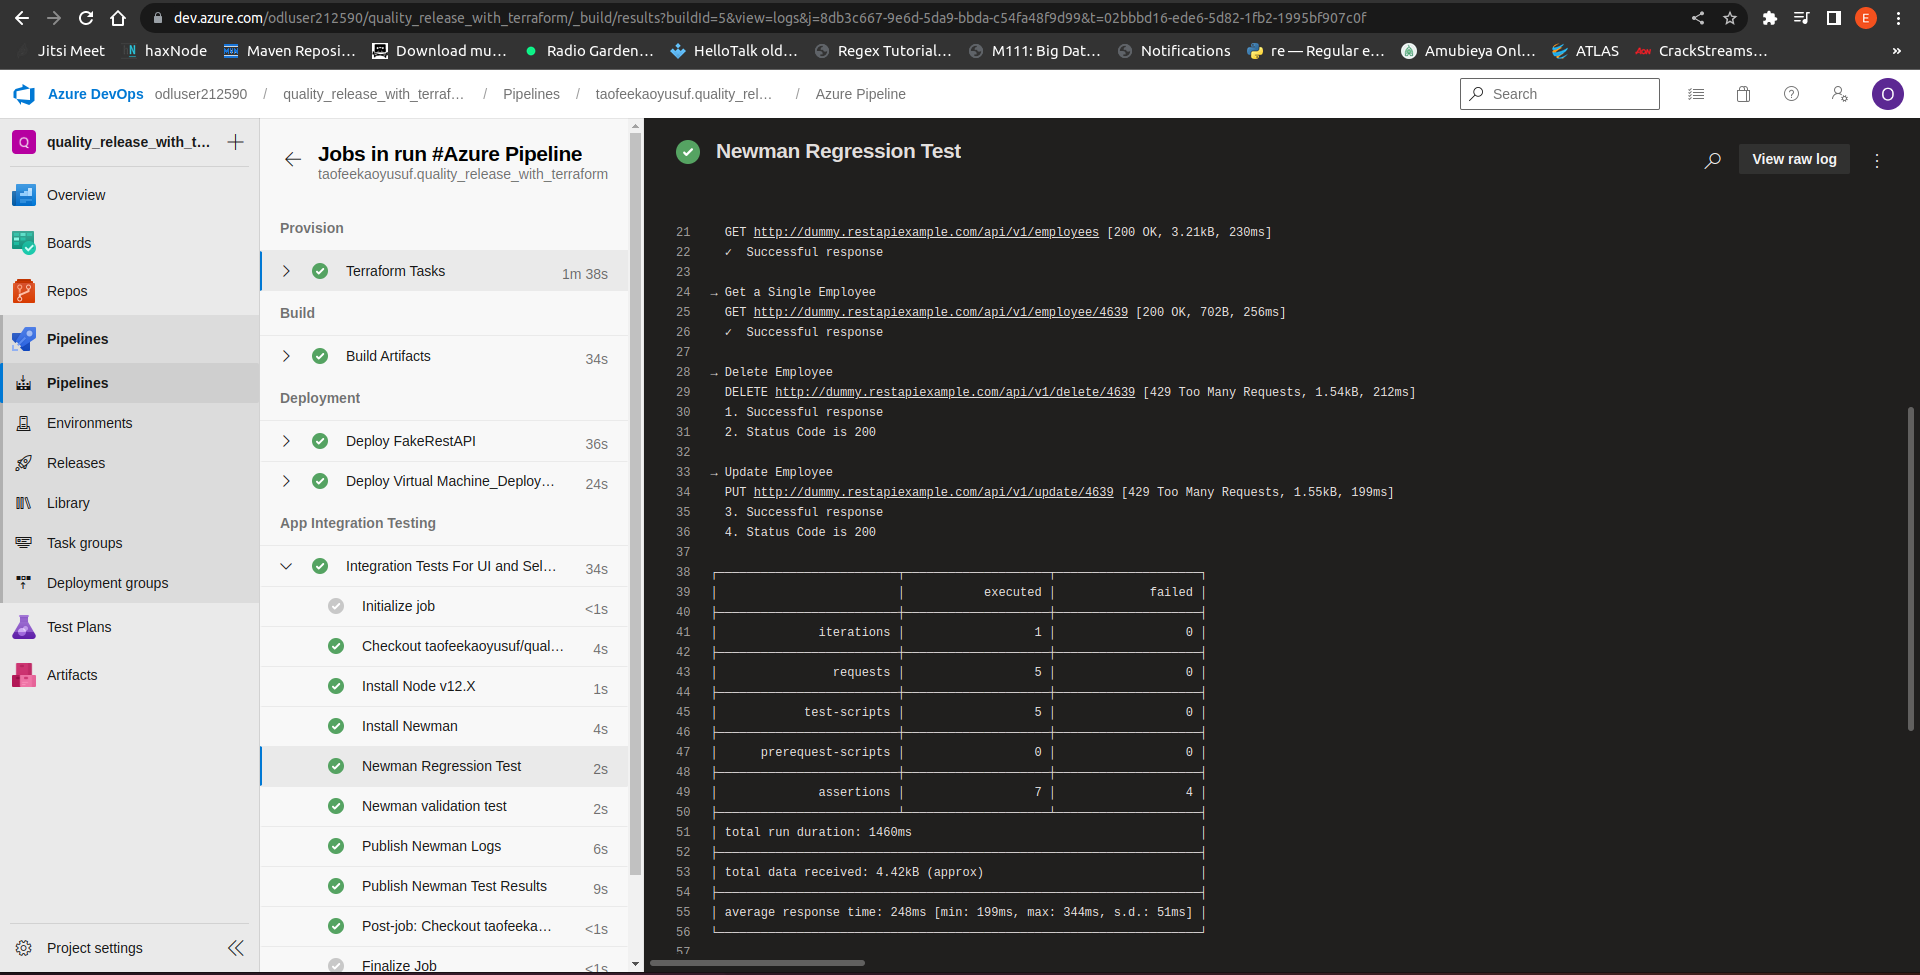 dev.azure.com/odluser212590/quality_release_with_terraform/_build/results?buildId=5&view=logs&j=8db3c667-9e6d-5da9-bbda-c54fa48f9d99&t=02bbbd16-ede6-5d82-1fb2-1995bf907c0f
E
Jitsi Meet haxNode Maven Reposi... Download mu... Radio Garden... HelloTalk old... Regex Tutorial... M111: Big Dat... Notifications re — Regular e... Amubieya Onl... ATLAS CrackStreams... »
Azure DevOps odluser212590 / quality_release_with_terraf... / Pipelines / taofeekaoyusuf.quality_rel... / Azure Pipeline
Search
O
Q quality_release_with_t...
Overview
Boards
Repos
Pipelines
Pipelines
Environments
Releases
Library
Task groups
Deployment groups
Test Plans
Artifacts
Project settings
Jobs in run #Azure Pipeline
taofeekaoyusuf.quality_release_with_terraform
Provision
Terraform Tasks 1m 38s
Build
Build Artifacts 34s
Deployment
Deploy FakeRestAPI 36s
Deploy Virtual Machine_Deploy... 24s
App Integration Testing
Integration Tests For UI and Sel... 34s
Initialize job <1s
Checkout taofeekaoyusuf/qual... 4s
Install Node v12.X 1s
Install Newman 4s
Newman Regression Test 2s
Newman validation test 2s
Publish Newman Logs 6s
Publish Newman Test Results 9s
Post-job: Checkout taofeeka... <1s
Finalize Job <1s
Newman Regression Test
View raw log
21 GET http://dummy.restapiexample.com/api/v1/employees [200 OK, 3.21kB, 230ms]
22 ✓ Successful response
23
24 → Get a Single Employee
25 GET http://dummy.restapiexample.com/api/v1/employee/4639 [200 OK, 702B, 256ms]
26 ✓ Successful response
27
28 → Delete Employee
29 DELETE http://dummy.restapiexample.com/api/v1/delete/4639 [429 Too Many Requests, 1.54kB, 212ms]
30 1. Successful response
31 2. Status Code is 200
32
33 → Update Employee
34 PUT http://dummy.restapiexample.com/api/v1/update/4639 [429 Too Many Requests, 1.55kB, 199ms]
35 3. Successful response
36 4. Status Code is 200
37
38
39 executed failed
40
41 iterations 1 0
42
43 requests 5 0
44
45 test-scripts 5 0
46
47 prerequest-scripts 0 0
48
49 assertions 7 4
50
51 total run duration: 1460ms
52
53 total data received: 4.42kB (approx)
54
55 average response time: 248ms [min: 199ms, max: 344ms, s.d.: 51ms]
56
57